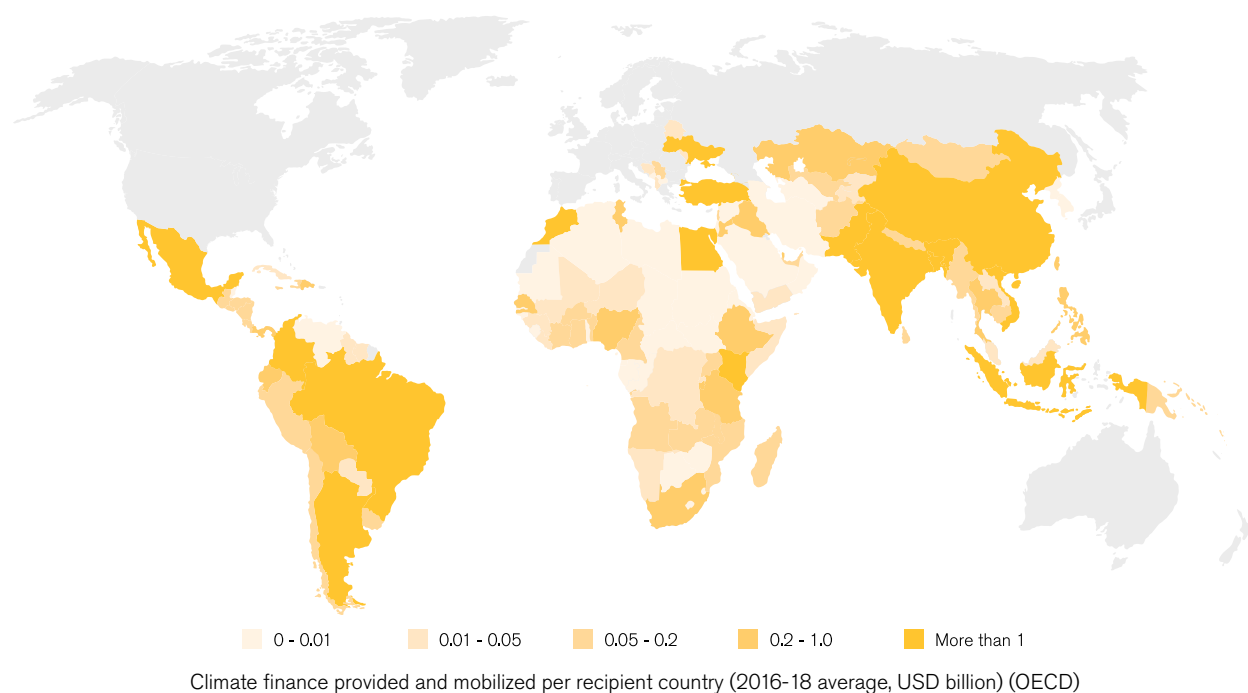 0 - 0.01 0.01 - 0.05 0.05 - 0.2 0.2 - 1.0 More than 1
Climate finance provided and mobilized per recipient country (2016-18 average, USD billion) (OECD)